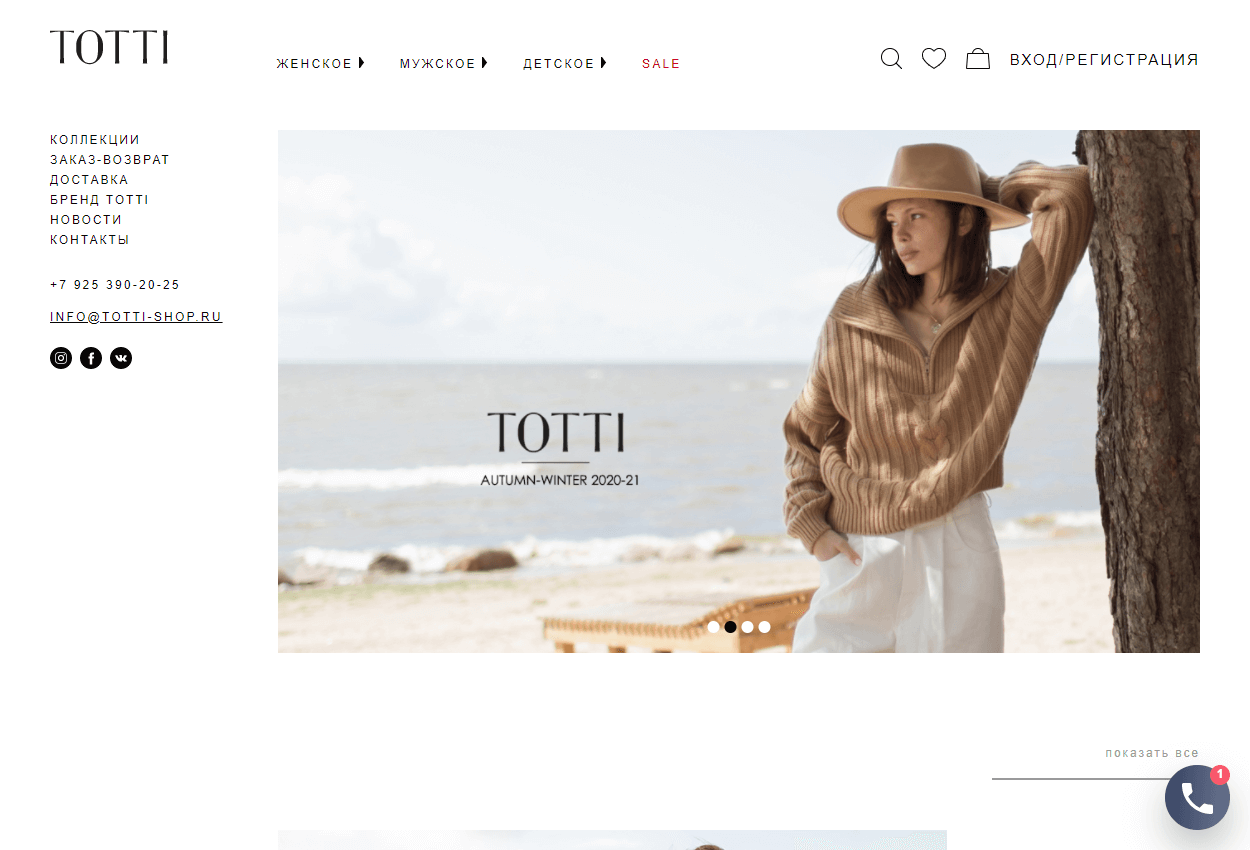 TOTTI
ЖЕНСКОЕ
МУЖСКОЕ
ДЕТСКОЕ
SALE
ВХОД/РЕГИСТРАЦИЯ
КОЛЛЕКЦИИ
ЗАКАЗ-ВОЗВРАТ
ДОСТАВКА
БРЕНД TOTTI
НОВОСТИ
КОНТАКТЫ
+7 925 390-20-25
INFO@TOTTI-SHOP.RU
TOTTI
AUTUMN-WINTER 2020-21
показать все
1